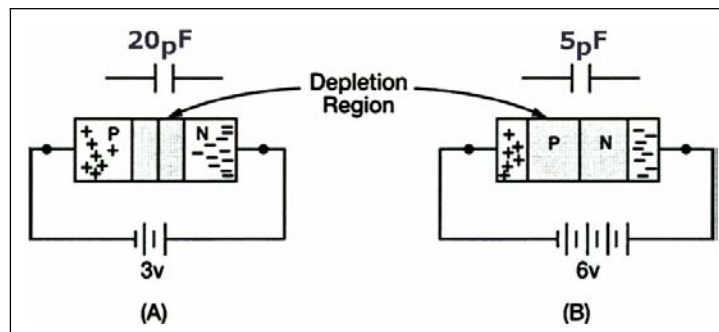 20pF
5pF
Depletion
Region
P
N
P
N
3v
6v
(A)
(B)